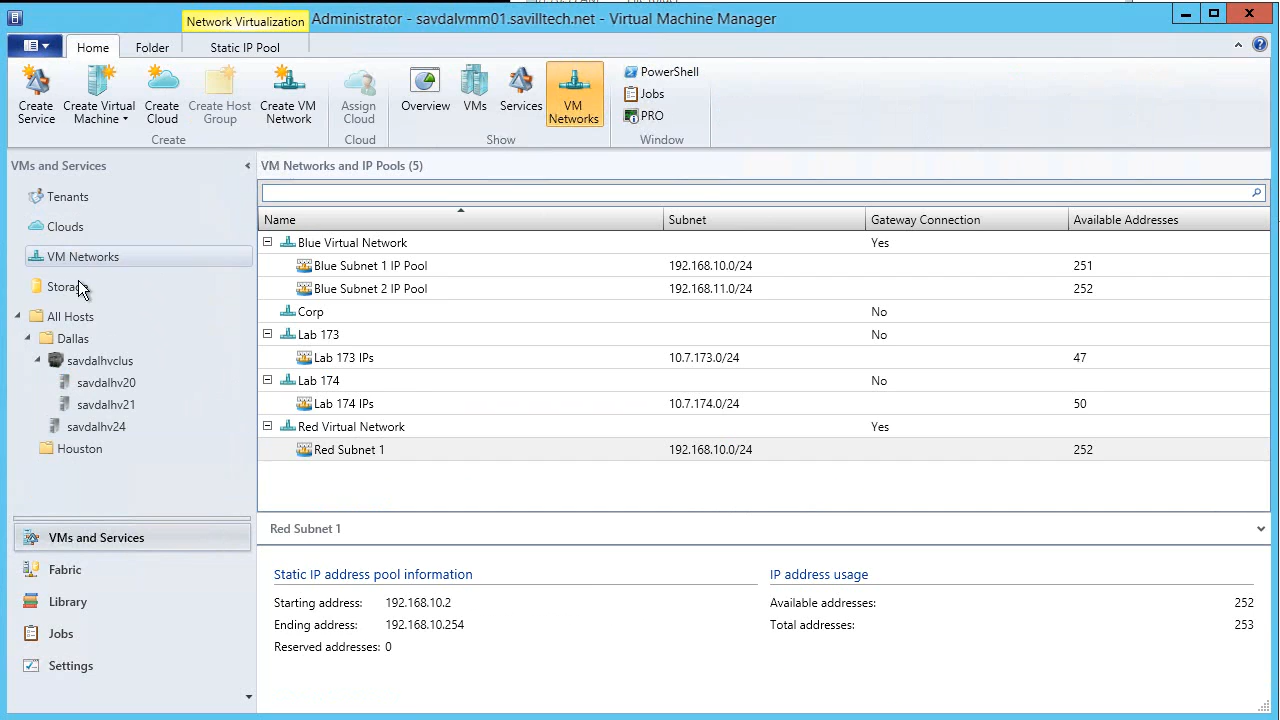 Network Virtualization
Administrator - savdalvmm01.savilltech.net - Virtual Machine Manager
Home Folder Static IP Pool
Create Service
Create Virtual Machine
Create Cloud
Create Host Group
Create VM Network
Assign Cloud
Overview
VMs
Services
VM Networks
PowerShell
Jobs
PRO
Create Cloud Show Window
VMs and Services
Tenants
Clouds
VM Networks
Storage
All Hosts
Dallas
savdalhvclus
savdalhv20
savdalhv21
savdalhv24
Houston
VMs and Services
Fabric
Library
Jobs
Settings
VM Networks and IP Pools (5)
Name Subnet Gateway Connection Available Addresses
Blue Virtual Network Yes
Blue Subnet 1 IP Pool 192.168.10.0/24 251
Blue Subnet 2 IP Pool 192.168.11.0/24 252
Corp No
Lab 173 No
Lab 173 IPs 10.7.173.0/24 47
Lab 174 No
Lab 174 IPs 10.7.174.0/24 50
Red Virtual Network Yes
Red Subnet 1 192.168.10.0/24 252
Red Subnet 1
Static IP address pool information
Starting address: 192.168.10.2
Ending address: 192.168.10.254
Reserved addresses: 0
IP address usage
Available addresses: 252
Total addresses: 253